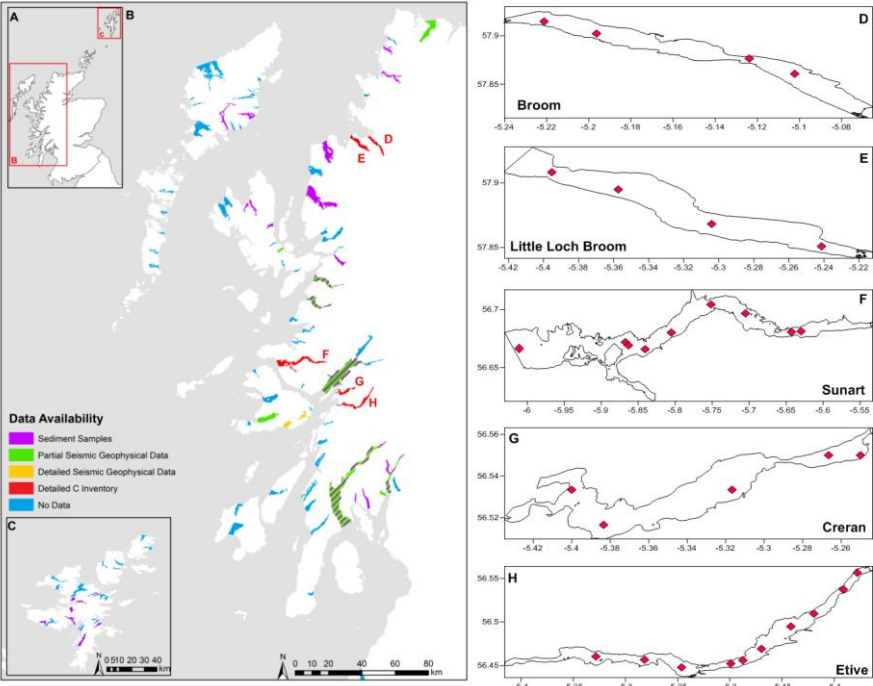 A
C
B
B
D
E
F
G
H
Data Availability
Sediment Samples
Partial Seismic Geophysical Data
Detailed Seismic Geophysical Data
Detailed C Inventory
No Data
C
N
0 5 10 20 30 40
km
N
0 10 20 40 60 80
km
D
57.9
57.85
Broom
-5.24 -5.22 -5.2 -5.18 -5.16 -5.14 -5.12 -5.1 -5.08
E
57.9
57.85
Little Loch Broom
-5.42 -5.4 -5.38 -5.36 -5.34 -5.32 -5.3 -5.28 -5.26 -5.24 -5.22
F
56.7
56.65
Sunart
-6 -5.95 -5.9 -5.85 -5.8 -5.75 -5.7 -5.65 -5.6 -5.55
G
56.56
56.54
56.52
Creran
-5.42 -5.4 -5.38 -5.36 -5.34 -5.32 -5.3 -5.28 -5.26
H
56.55
56.5
56.45
Etive